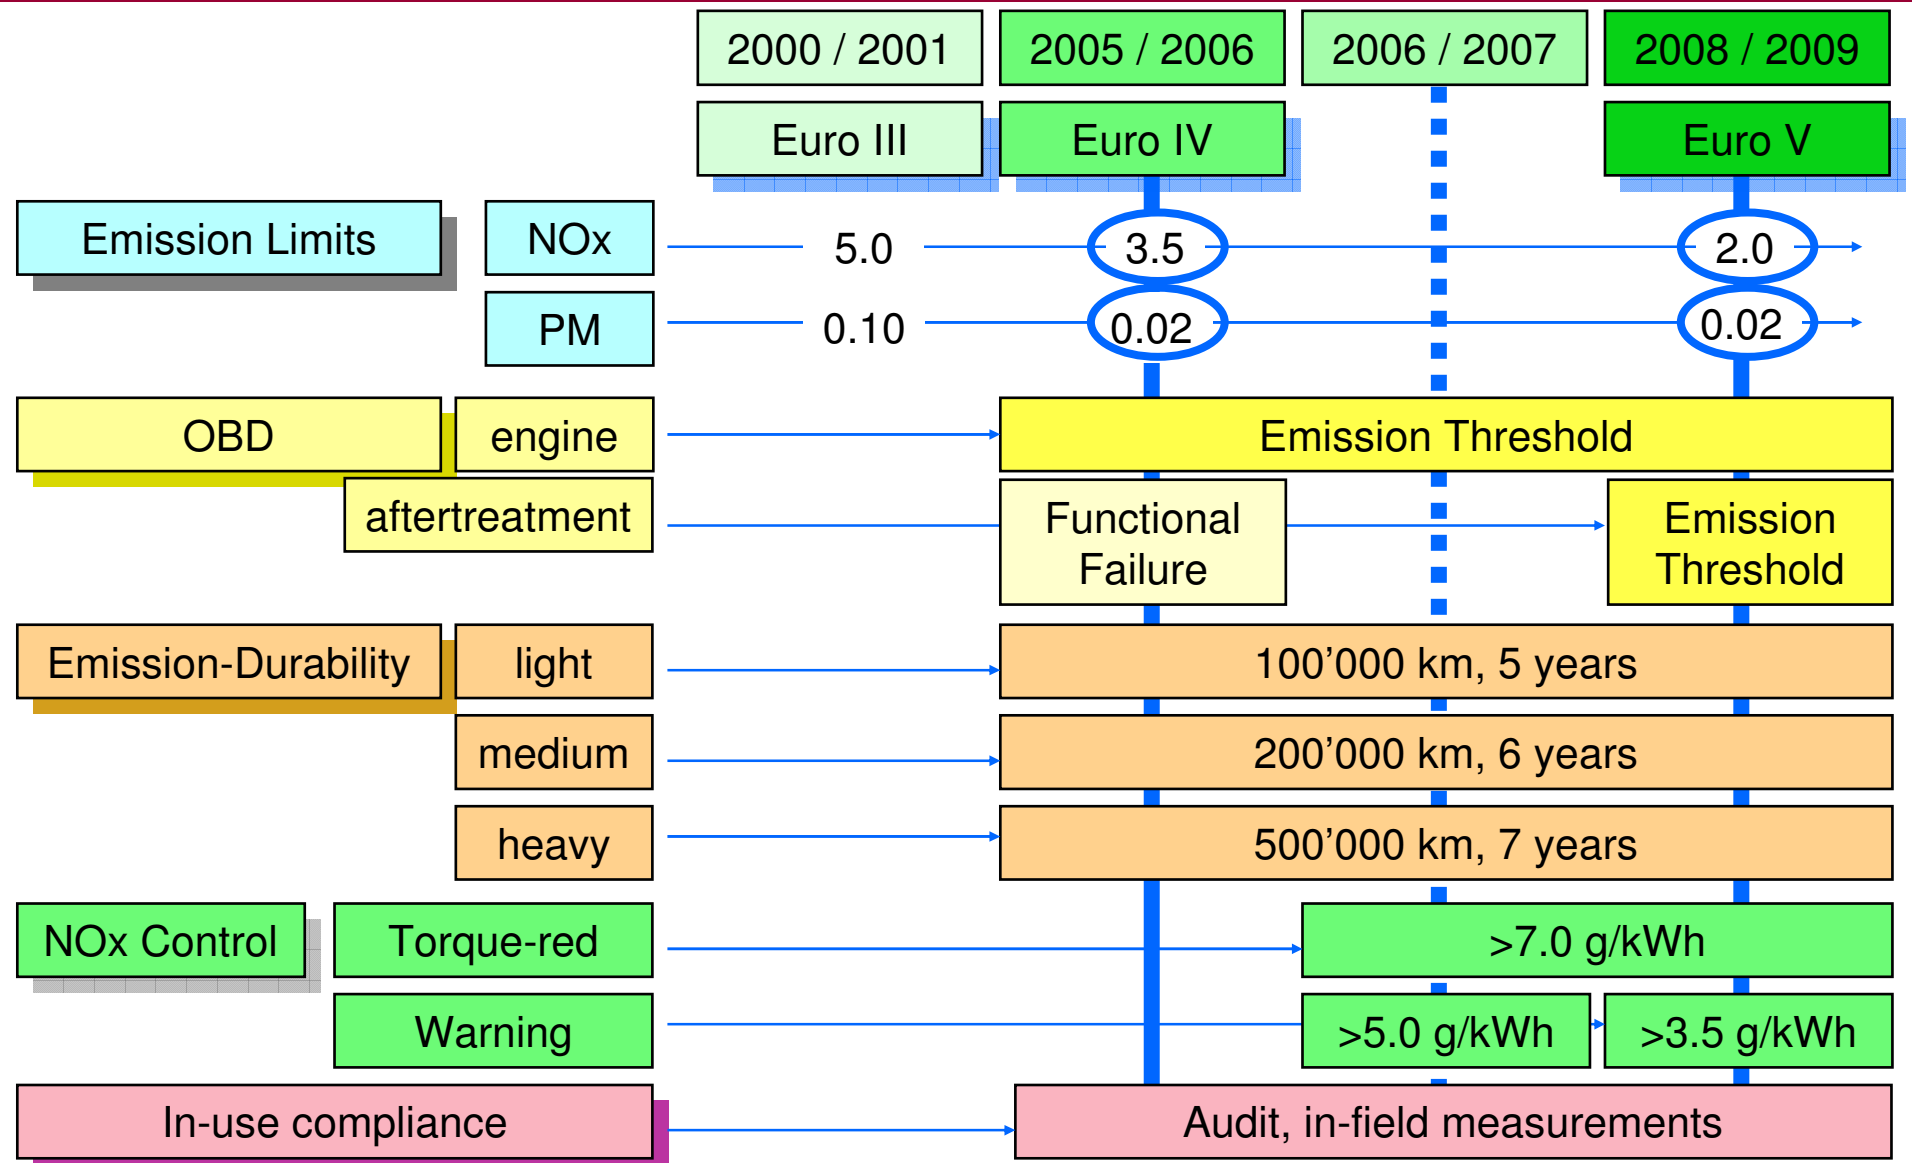 2000 / 2001 2005 / 2006 2006 / 2007 2008 / 2009
Euro III Euro IV Euro V
Emission Limits NOx 5.0 3.5 2.0
PM 0.10 0.02 0.02
OBD engine Emission Threshold
aftertreatment Functional Failure Emission Threshold
Emission-Durability light 100’000 km, 5 years
medium 200’000 km, 6 years
heavy 500’000 km, 7 years
NOx Control Torque-red >7.0 g/kWh
Warning >5.0 g/kWh >3.5 g/kWh
In-use compliance Audit, in-field measurements